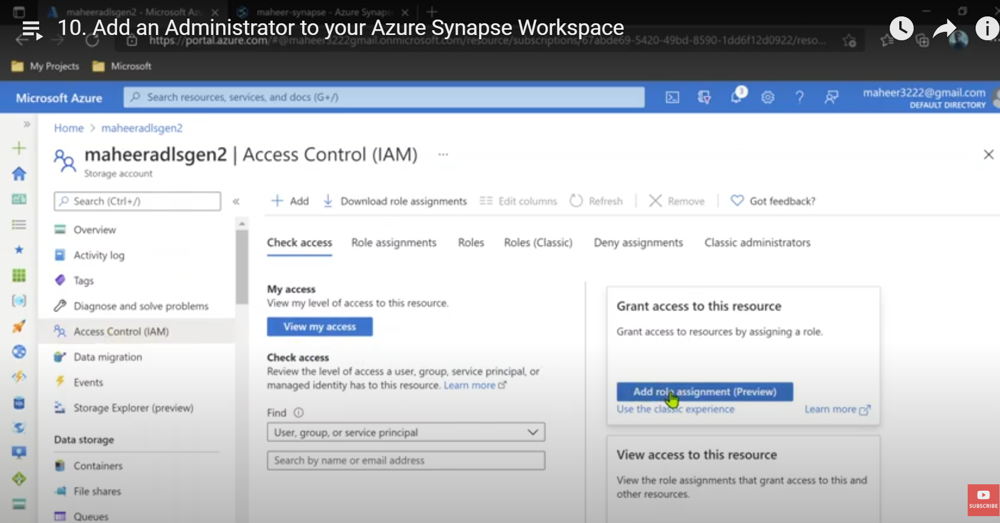 maheeradlsgen2 - Microsoft Az
maheer-synapse - Azure Synaps
10. Add an Administrator to your Azure Synapse Workspace
https://portal.azure.com/#@maheer3222gmail.onmicrosoft.com/resource/subscriptions/67abde69-5420-49bd-8590-1dd6f12d0922/reso...
My Projects
Microsoft
Microsoft Azure
Search resources, services, and docs (G+/)
3
maheer3222@gmail.com
DEFAULT DIRECTORY
Home > maheeradlsgen2
maheeradlsgen2 | Access Control (IAM) ...
Storage account
Search (Ctrl+/)
Add
Download role assignments
Edit columns
Refresh
Remove
Got feedback?
Overview
Activity log
Tags
Diagnose and solve problems
Access Control (IAM)
Data migration
Events
Storage Explorer (preview)
Data storage
Containers
File shares
Queues
Check access
Role assignments
Roles
Roles (Classic)
Deny assignments
Classic administrators
My access
View my level of access to this resource.
View my access
Check access
Review the level of access a user, group, service principal, or
managed identity has to this resource. Learn more
Find
User, group, or service principal
Search by name or email address
Grant access to this resource
Grant access to resources by assigning a role.
Add role assignment (Preview)
Use the classic experience
Learn more
View access to this resource
View the role assignments that grant access to this and
other resources.
SUBSCRIBE